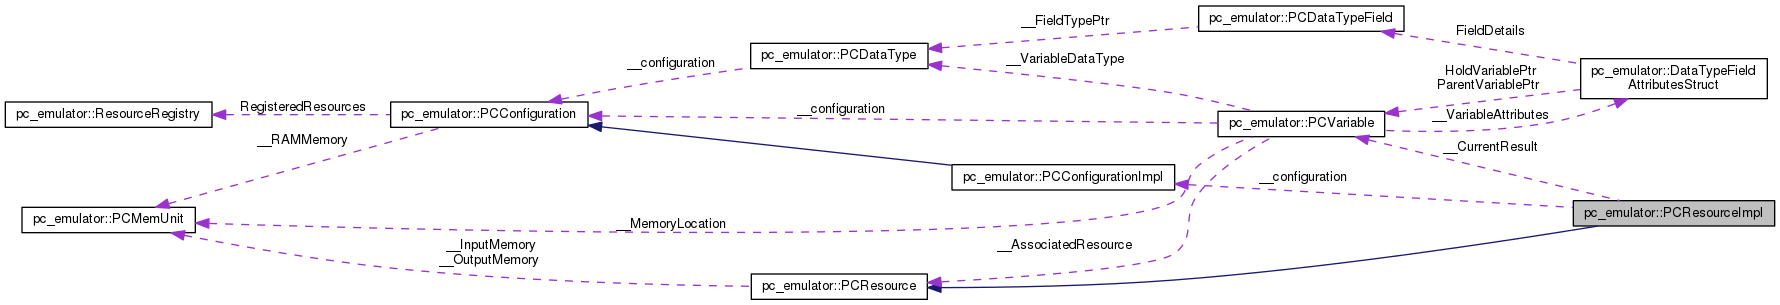 pc_emulator::PCDataTypeField
__FieldTypePtr
FieldDetails
pc_emulator::PCDataType
__VariableDataType
__configuration
HoldVariablePtr
ParentVariablePtr
pc_emulator::DataTypeField
AttributesStruct
pc_emulator::ResourceRegistry
RegisteredResources
pc_emulator::PCConfiguration
__configuration
pc_emulator::PCVariable
__VariableAttributes
__RAMMemory
__CurrentResult
pc_emulator::PCConfigurationImpl
__configuration
pc_emulator::PCMemUnit
__MemoryLocation
pc_emulator::PCResourceImpl
__InputMemory
__OutputMemory
__AssociatedResource
pc_emulator::PCResource